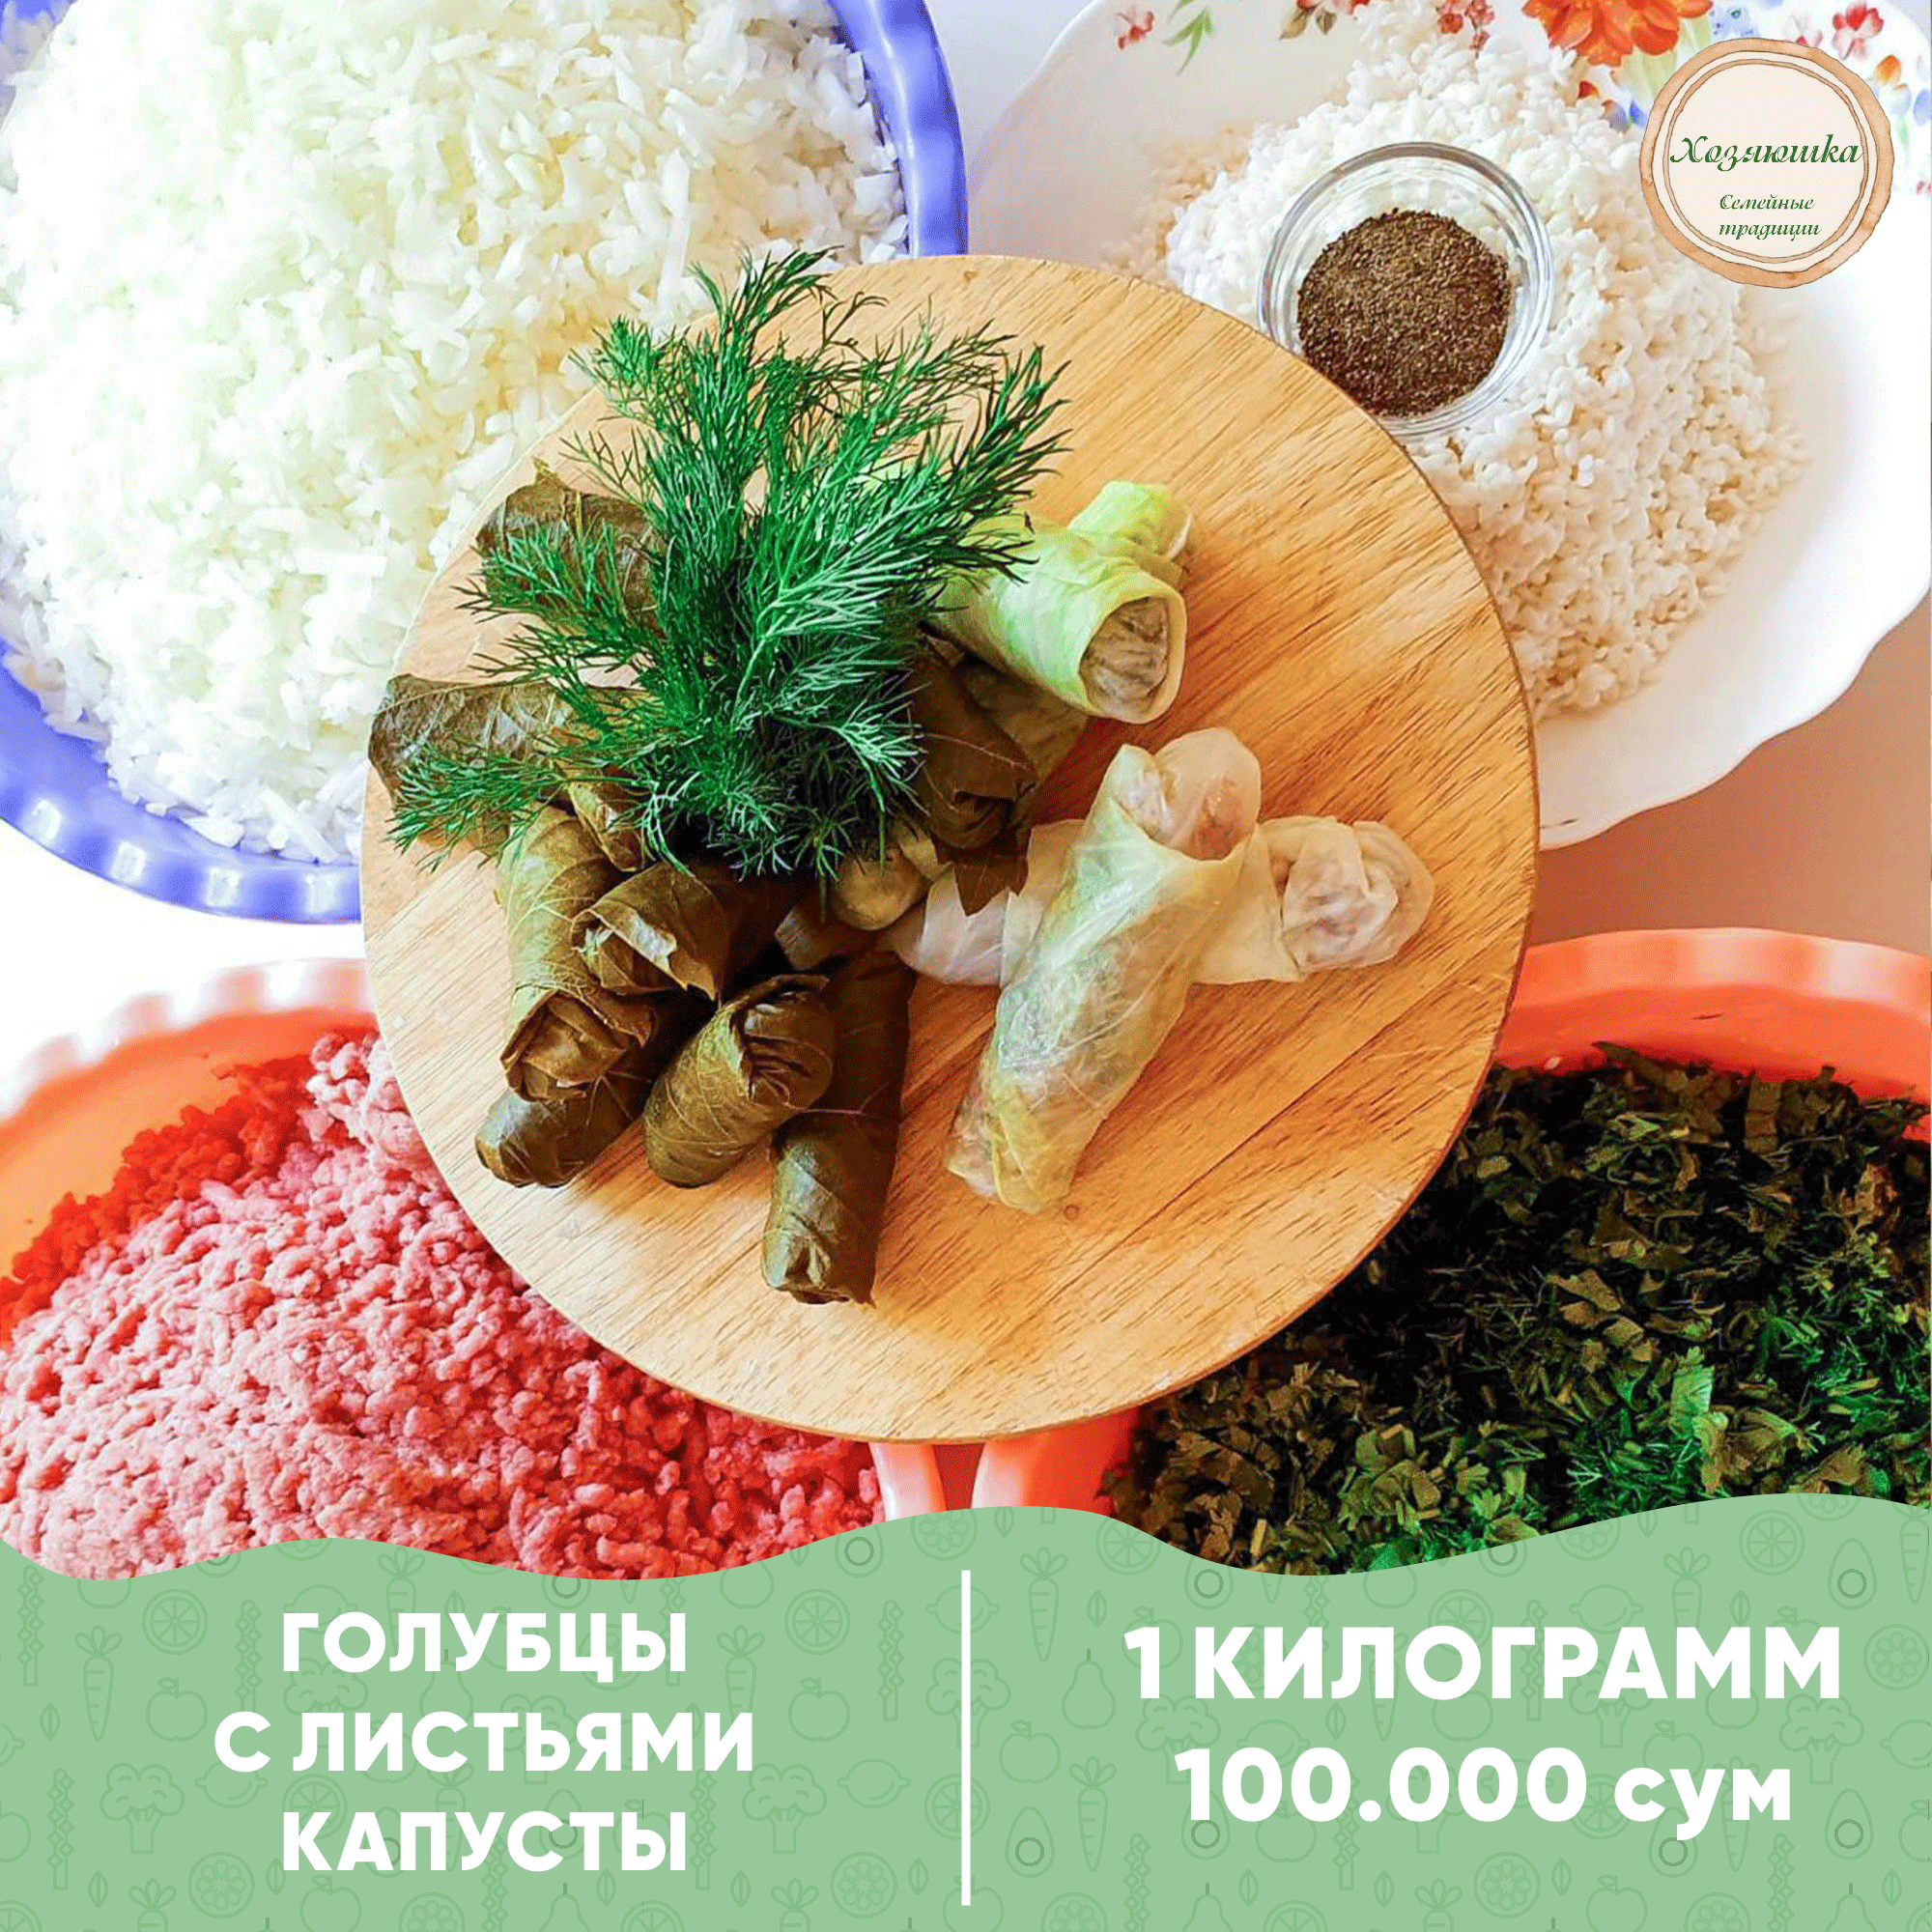 Хозяюшка
Семейные
традиции
ГОЛУБЦЫ
С ЛИСТЬЯМИ
КАПУСТЫ
1 КИЛОГРАММ
100.000 сум